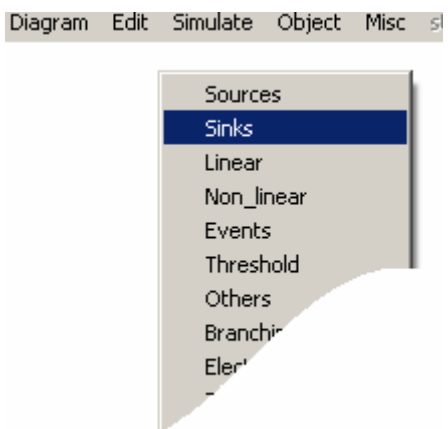 Diagram Edit Simulate Object Misc
Sources
Sinks
Linear
Non_linear
Events
Threshold
Others